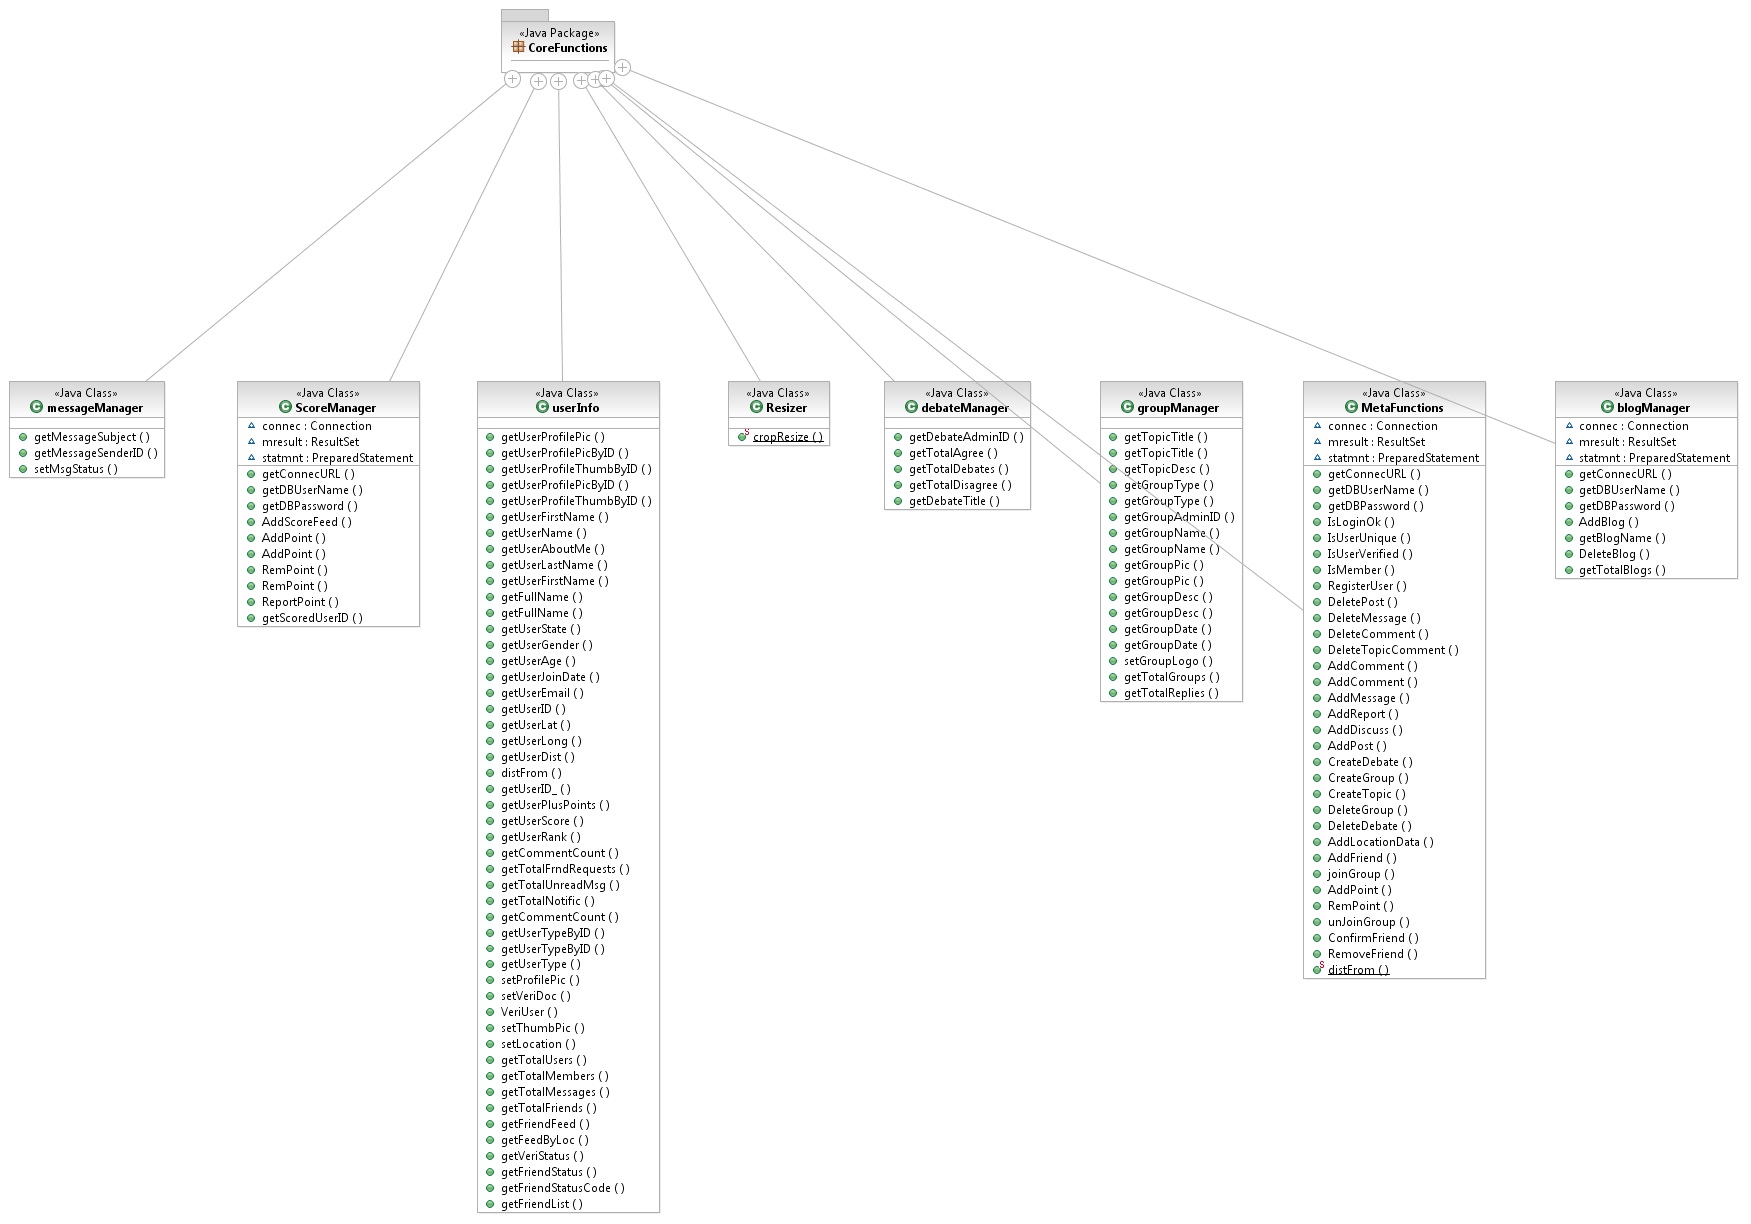 «Java Package»
CoreFunctions
«Java Class»
messageManager
getMessageSubject ( )
getMessageSenderID ( )
setMsgStatus ( )
«Java Class»
ScoreManager
connec : Connection
mresult : ResultSet
statmnt : PreparedStatement
getConnecURL ( )
getDBUserName ( )
getDBPassword ( )
AddScoreFeed ( )
AddPoint ( )
AddPoint ( )
RemPoint ( )
RemPoint ( )
ReportPoint ( )
getScoredUserID ( )
«Java Class»
userInfo
getUserProfilePic ( )
getUserProfilePicByID ( )
getUserProfileThumbByID ( )
getUserProfilePicByID ( )
getUserProfileThumbByID ( )
getUserFirstName ( )
getUserName ( )
getUserAboutMe ( )
getUserLastName ( )
getUserFirstName ( )
getFullName ( )
getFullName ( )
getUserState ( )
getUserGender ( )
getUserAge ( )
getUserJoinDate ( )
getUserEmail ( )
getUserID ( )
getUserLat ( )
getUserLong ( )
getUserDist ( )
distFrom ( )
getUserID_ ( )
getUserPlusPoints ( )
getUserScore ( )
getUserRank ( )
getCommentCount ( )
getTotalFrndRequests ( )
getTotalUnreadMsg ( )
getTotalNotific ( )
getCommentCount ( )
getUserTypeByID ( )
getUserTypeByID ( )
getUserType ( )
setProfilePic ( )
setVeriDoc ( )
VeriUser ( )
setThumbPic ( )
setLocation ( )
getTotalUsers ( )
getTotalMembers ( )
getTotalMessages ( )
getTotalFriends ( )
getFriendFeed ( )
getFeedByLoc ( )
getVeriStatus ( )
getFriendStatus ( )
getFriendStatusCode ( )
getFriendList ( )
«Java Class»
Resizer
cropResize ( )
«Java Class»
debateManager
getDebateAdminID ( )
getTotalAgree ( )
getTotalDebates ( )
getTotalDisagree ( )
getDebateTitle ( )
«Java Class»
groupManager
getTopicTitle ( )
getTopicTitle ( )
getTopicDesc ( )
getGroupType ( )
getGroupType ( )
getGroupAdminID ( )
getGroupName ( )
getGroupName ( )
getGroupPic ( )
getGroupPic ( )
getGroupDesc ( )
getGroupDesc ( )
getGroupDate ( )
getGroupDate ( )
setGroupLogo ( )
getTotalGroups ( )
getTotalReplies ( )
«Java Class»
MetaFunctions
connec : Connection
mresult : ResultSet
statmnt : PreparedStatement
getConnecURL ( )
getDBUserName ( )
getDBPassword ( )
IsLoginOk ( )
IsUserUnique ( )
IsUserVerified ( )
IsMember ( )
RegisterUser ( )
DeletePost ( )
DeleteMessage ( )
DeleteComment ( )
DeleteTopicComment ( )
AddComment ( )
AddComment ( )
AddMessage ( )
AddReport ( )
AddDiscuss ( )
AddPost ( )
CreateDebate ( )
CreateGroup ( )
CreateTopic ( )
DeleteGroup ( )
DeleteDebate ( )
AddLocationData ( )
AddFriend ( )
joinGroup ( )
AddPoint ( )
RemPoint ( )
unJoinGroup ( )
ConfirmFriend ( )
RemoveFriend ( )
distFrom ( )
«Java Class»
blogManager
connec : Connection
mresult : ResultSet
statmnt : PreparedStatement
getConnecURL ( )
getDBUserName ( )
getDBPassword ( )
AddBlog ( )
getBlogName ( )
DeleteBlog ( )
getTotalBlogs ( )